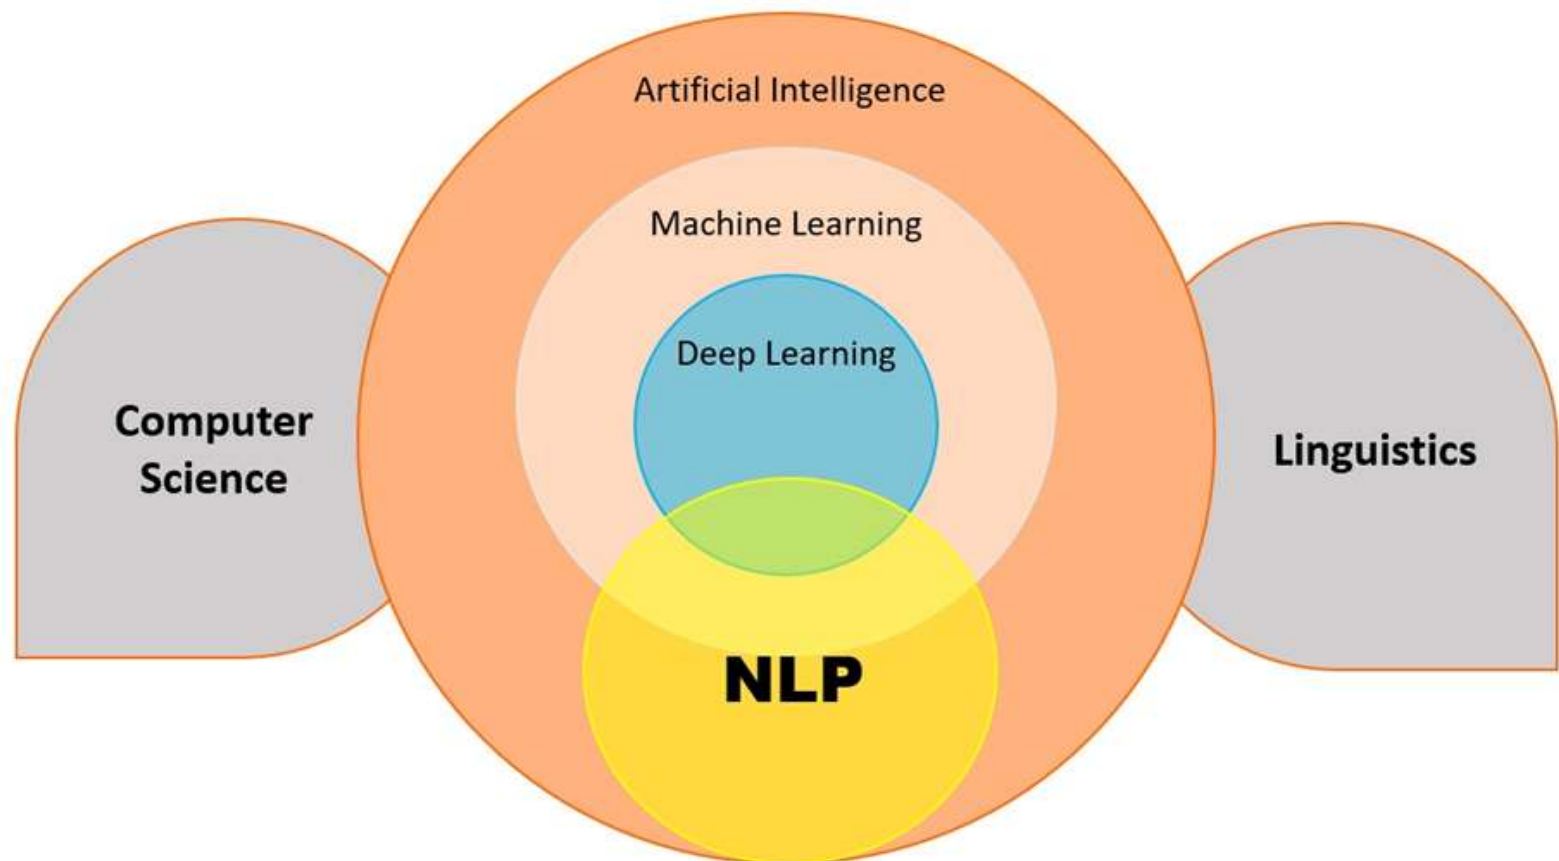 Artificial Intelligence
Machine Learning
Deep Learning
Computer
Science
Linguistics
NLP